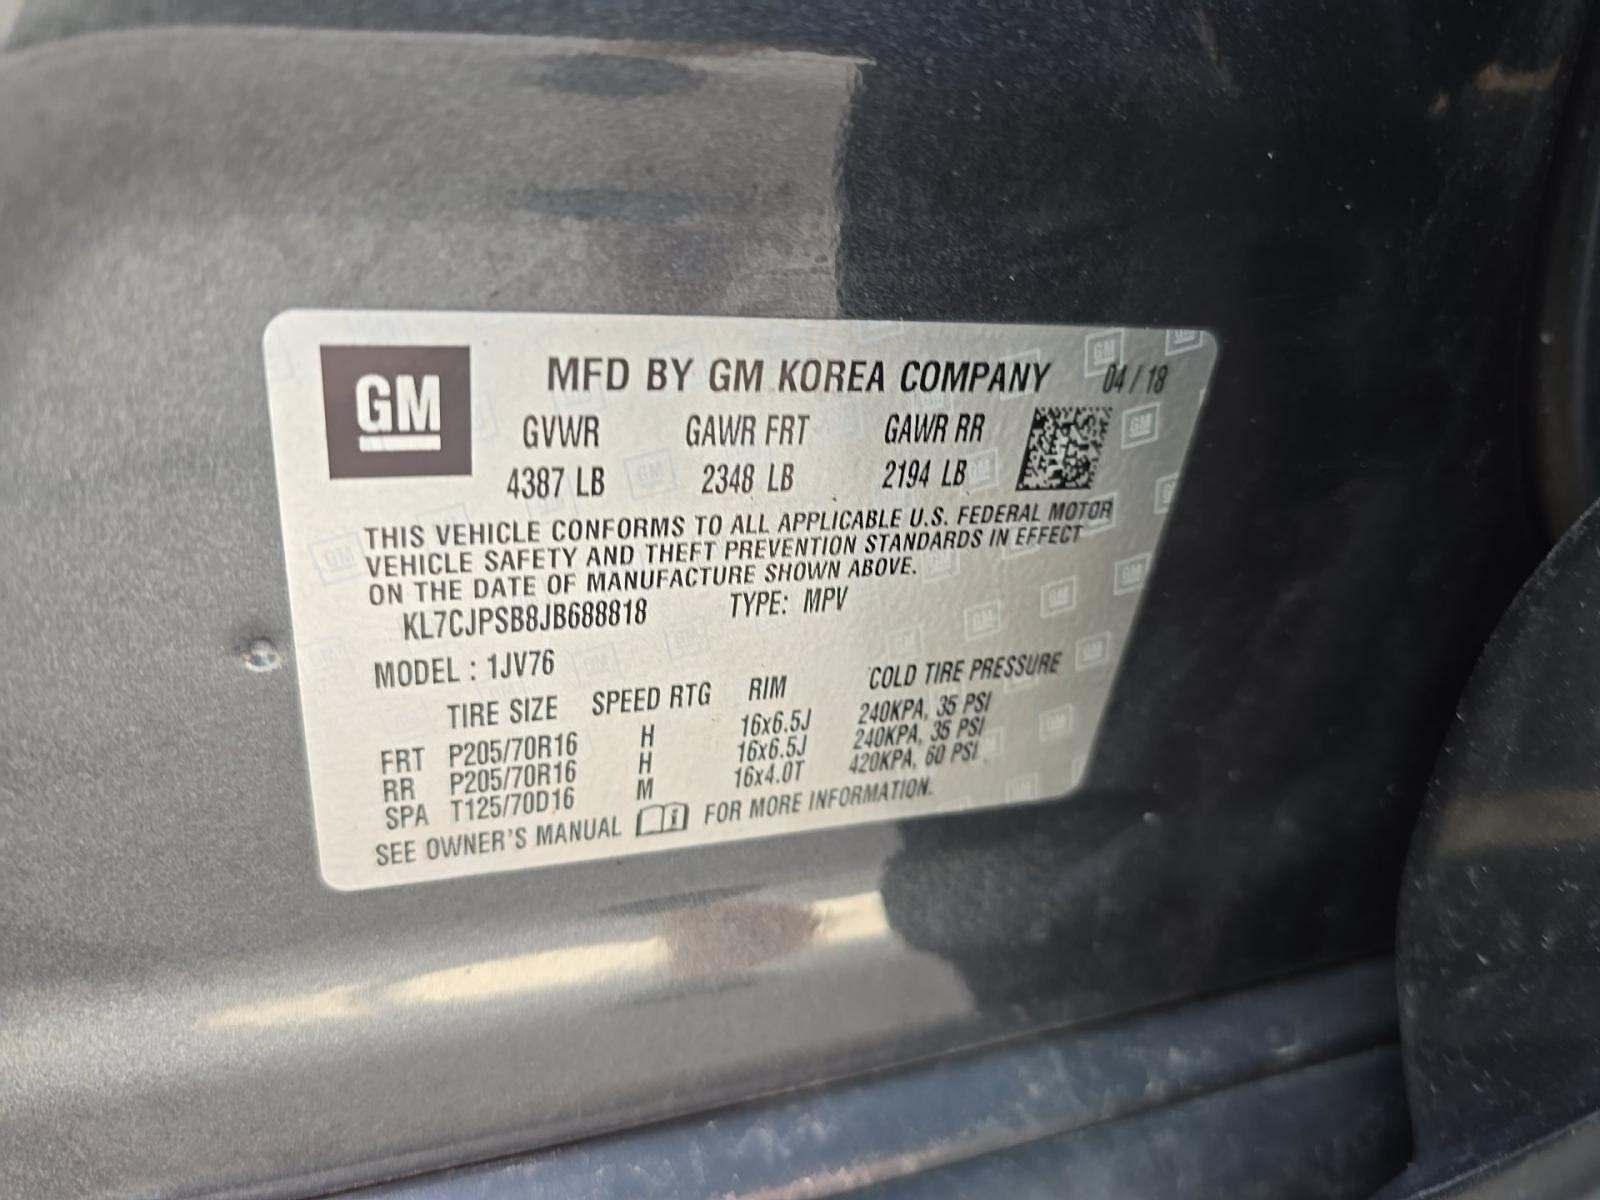 GM
MFD BY GM KOREA COMPANY 04/18
GVWR GAWR FRT GAWR RR
4387 LB 2348 LB 2194 LB
THIS VEHICLE CONFORMS TO ALL APPLICABLE U.S. FEDERAL MOTOR
VEHICLE SAFETY AND THEFT PREVENTION STANDARDS IN EFFECT
ON THE DATE OF MANUFACTURE SHOWN ABOVE.
KL7CJPSB8JB688818 TYPE: MPV
MODEL : 1JV76
TIRE SIZE SPEED RTG RIM COLD TIRE PRESSURE
FRT P205/70R16 H 16x6.5J 240KPA, 35 PSI
RR P205/70R16 H 16x6.5J 240KPA, 35 PSI
SPA T125/70D16 M 16x4.0T 420KPA, 60 PSI
SEE OWNER'S MANUAL FOR MORE INFORMATION.